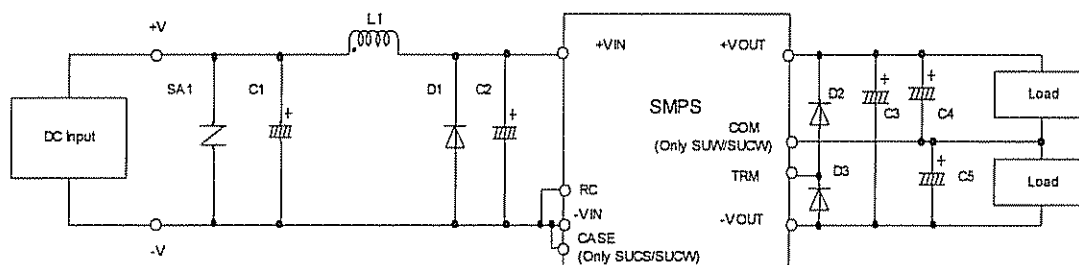 +V
L1
+VIN
+VOUT
SA1
C1
D1
C2
D2
SMPS
C3
C4
Load
DC Input
COM
(Only SUW/SUCW)
TRM
D3
C5
Load
RC
-VIN
-VOUT
CASE
(Only SUCS/SUCW)
-V
+
+
+
+
+